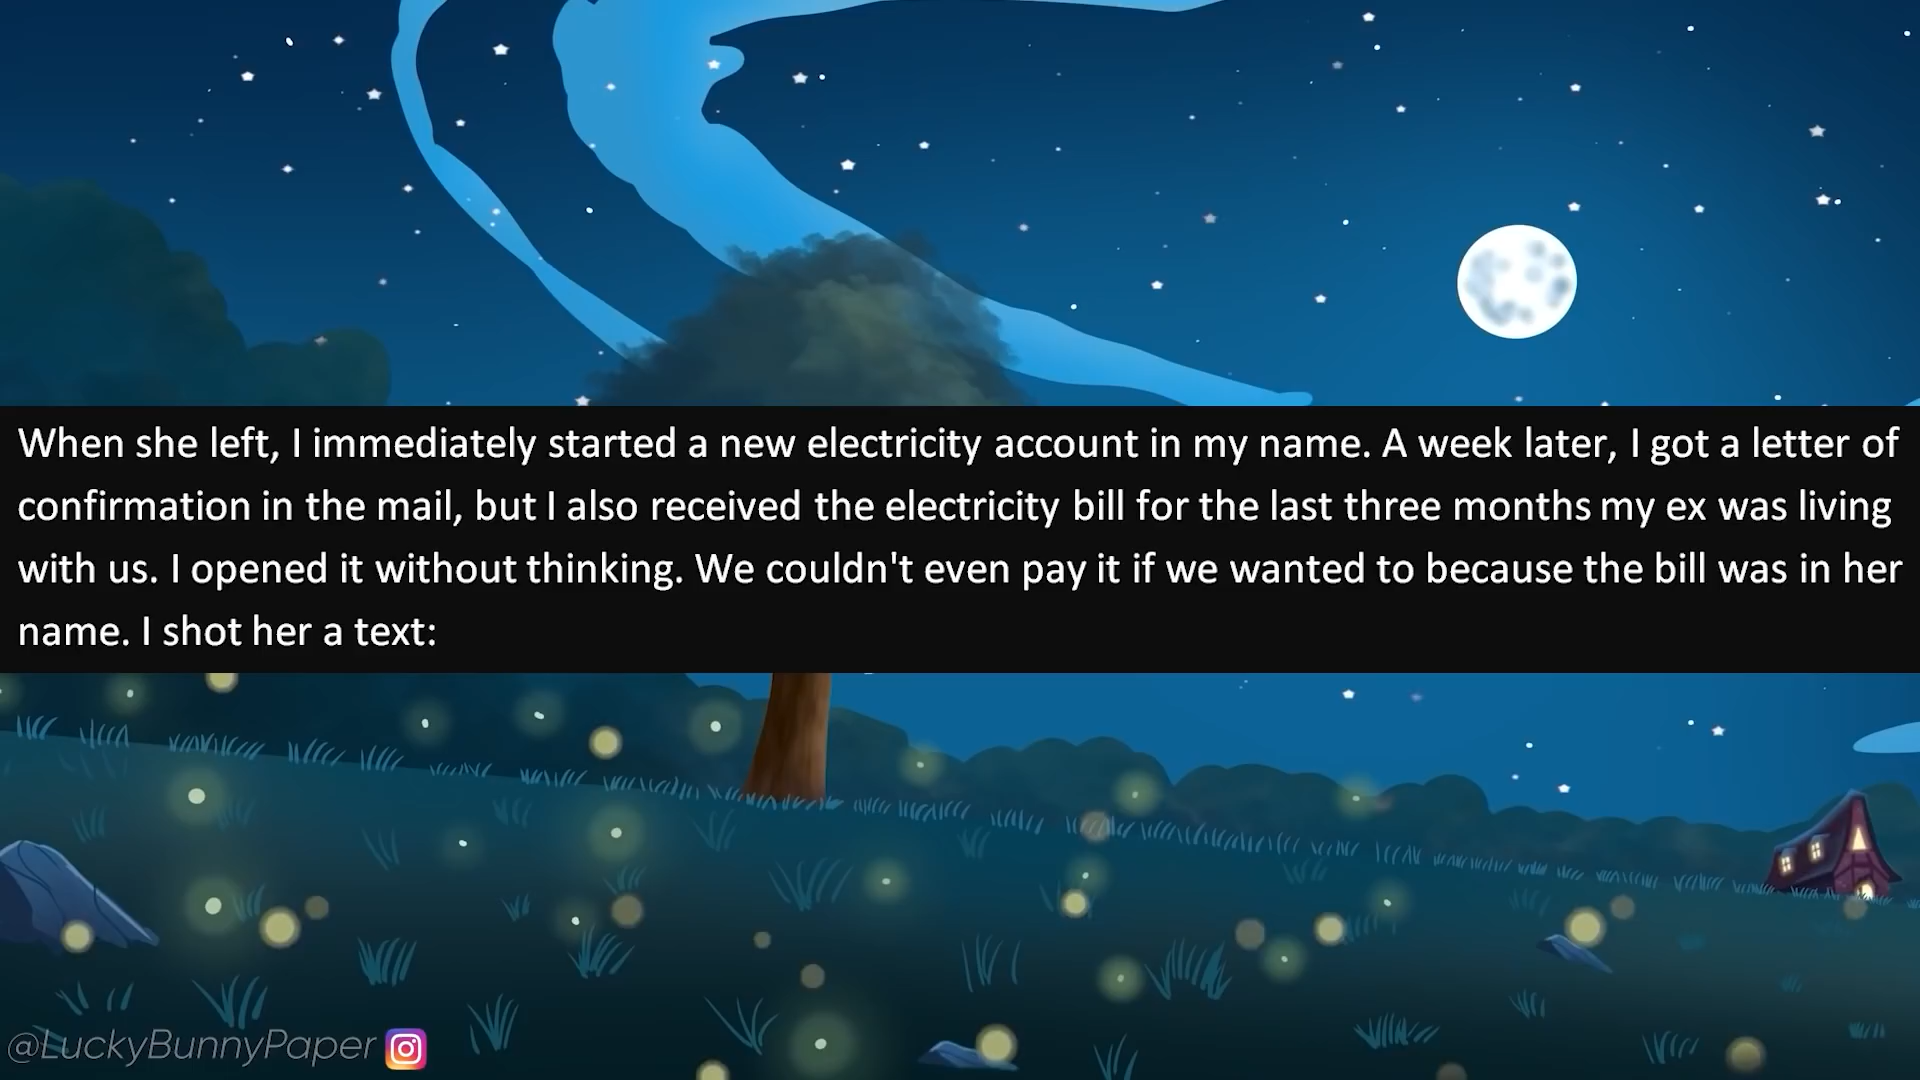 When she left, I immediately started a new electricity account in my name. A week later, I got a letter of
confirmation in the mail, but I also received the electricity bill for the last three months my ex was living
with us. I opened it without thinking. We couldn't even pay it if we wanted to because the bill was in her
name. I shot her a text:
@LuckyBunnyPaper